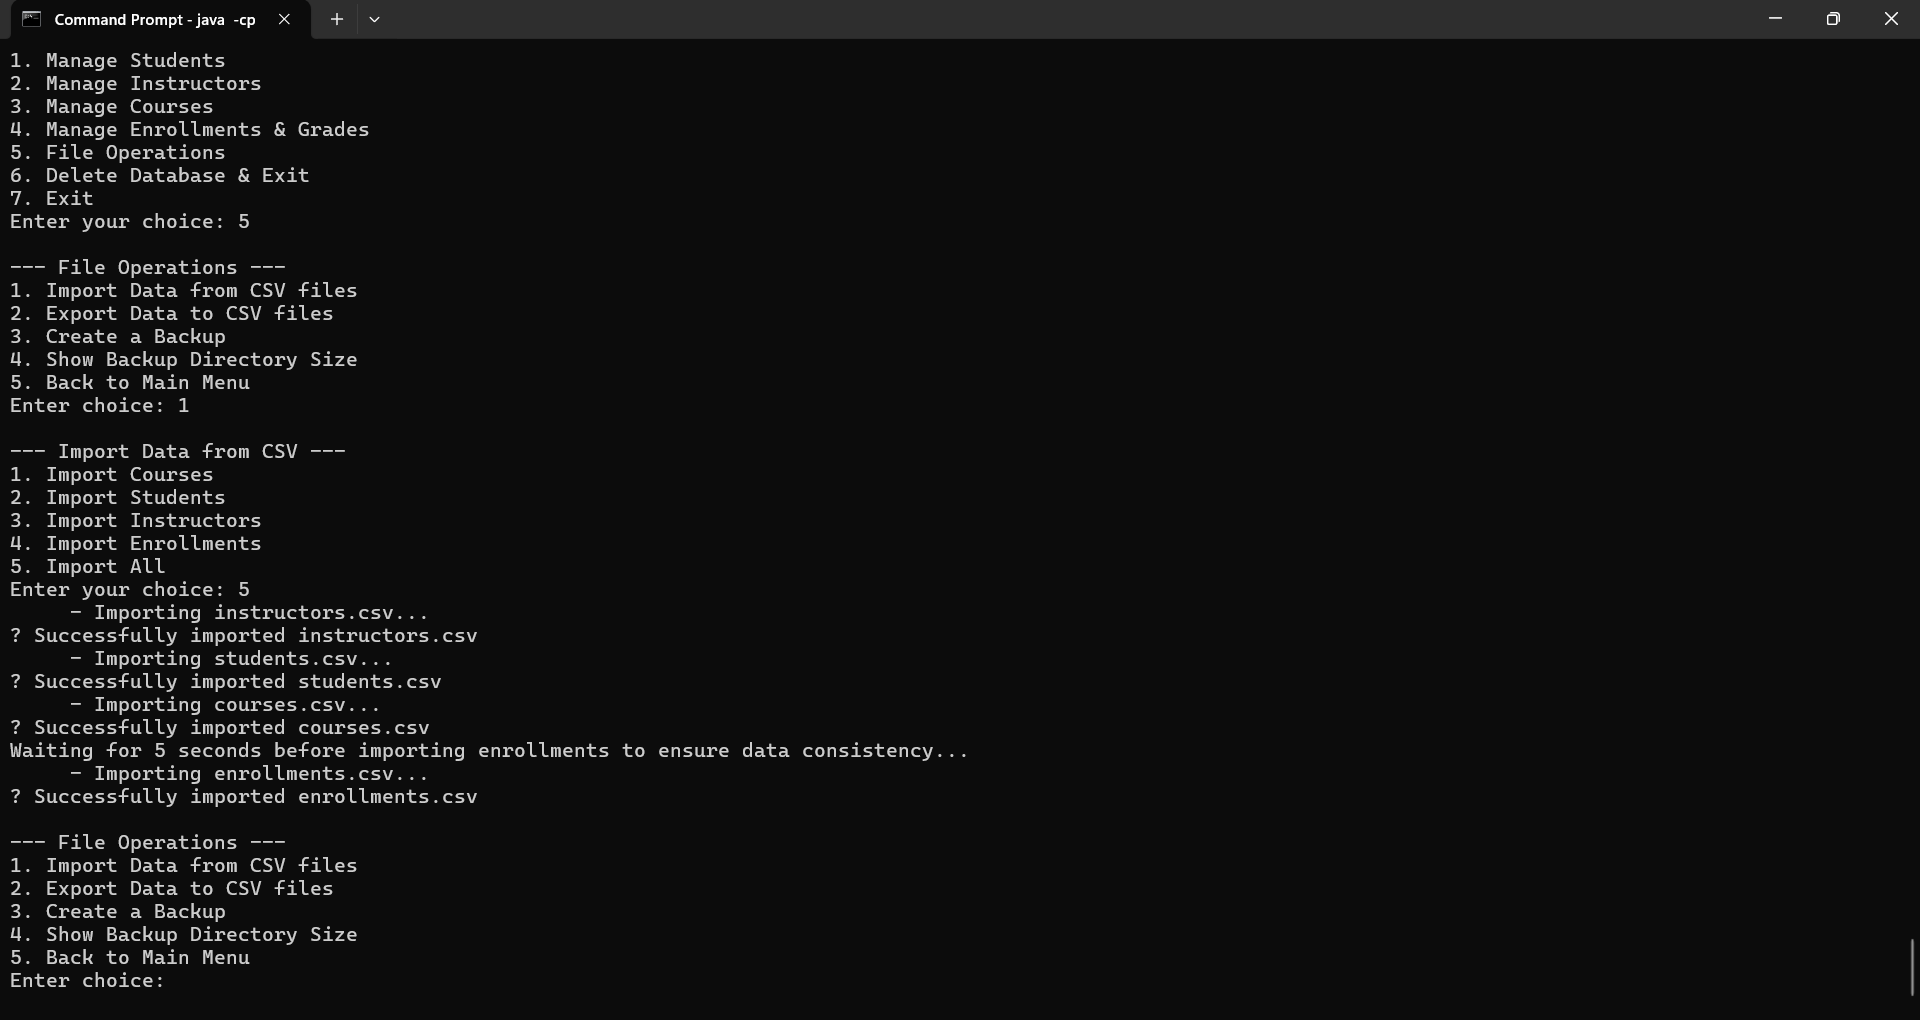 Command Prompt - java -cp
1. Manage Students
2. Manage Instructors
3. Manage Courses
4. Manage Enrollments & Grades
5. File Operations
6. Delete Database & Exit
7. Exit
Enter your choice: 5

--- File Operations ---
1. Import Data from CSV files
2. Export Data to CSV files
3. Create a Backup
4. Show Backup Directory Size
5. Back to Main Menu
Enter choice: 1

--- Import Data from CSV ---
1. Import Courses
2. Import Students
3. Import Instructors
4. Import Enrollments
5. Import All
Enter your choice: 5
     - Importing instructors.csv...
? Successfully imported instructors.csv
     - Importing students.csv...
? Successfully imported students.csv
     - Importing courses.csv...
? Successfully imported courses.csv
Waiting for 5 seconds before importing enrollments to ensure data consistency...
     - Importing enrollments.csv...
? Successfully imported enrollments.csv

--- File Operations ---
1. Import Data from CSV files
2. Export Data to CSV files
3. Create a Backup
4. Show Backup Directory Size
5. Back to Main Menu
Enter choice: